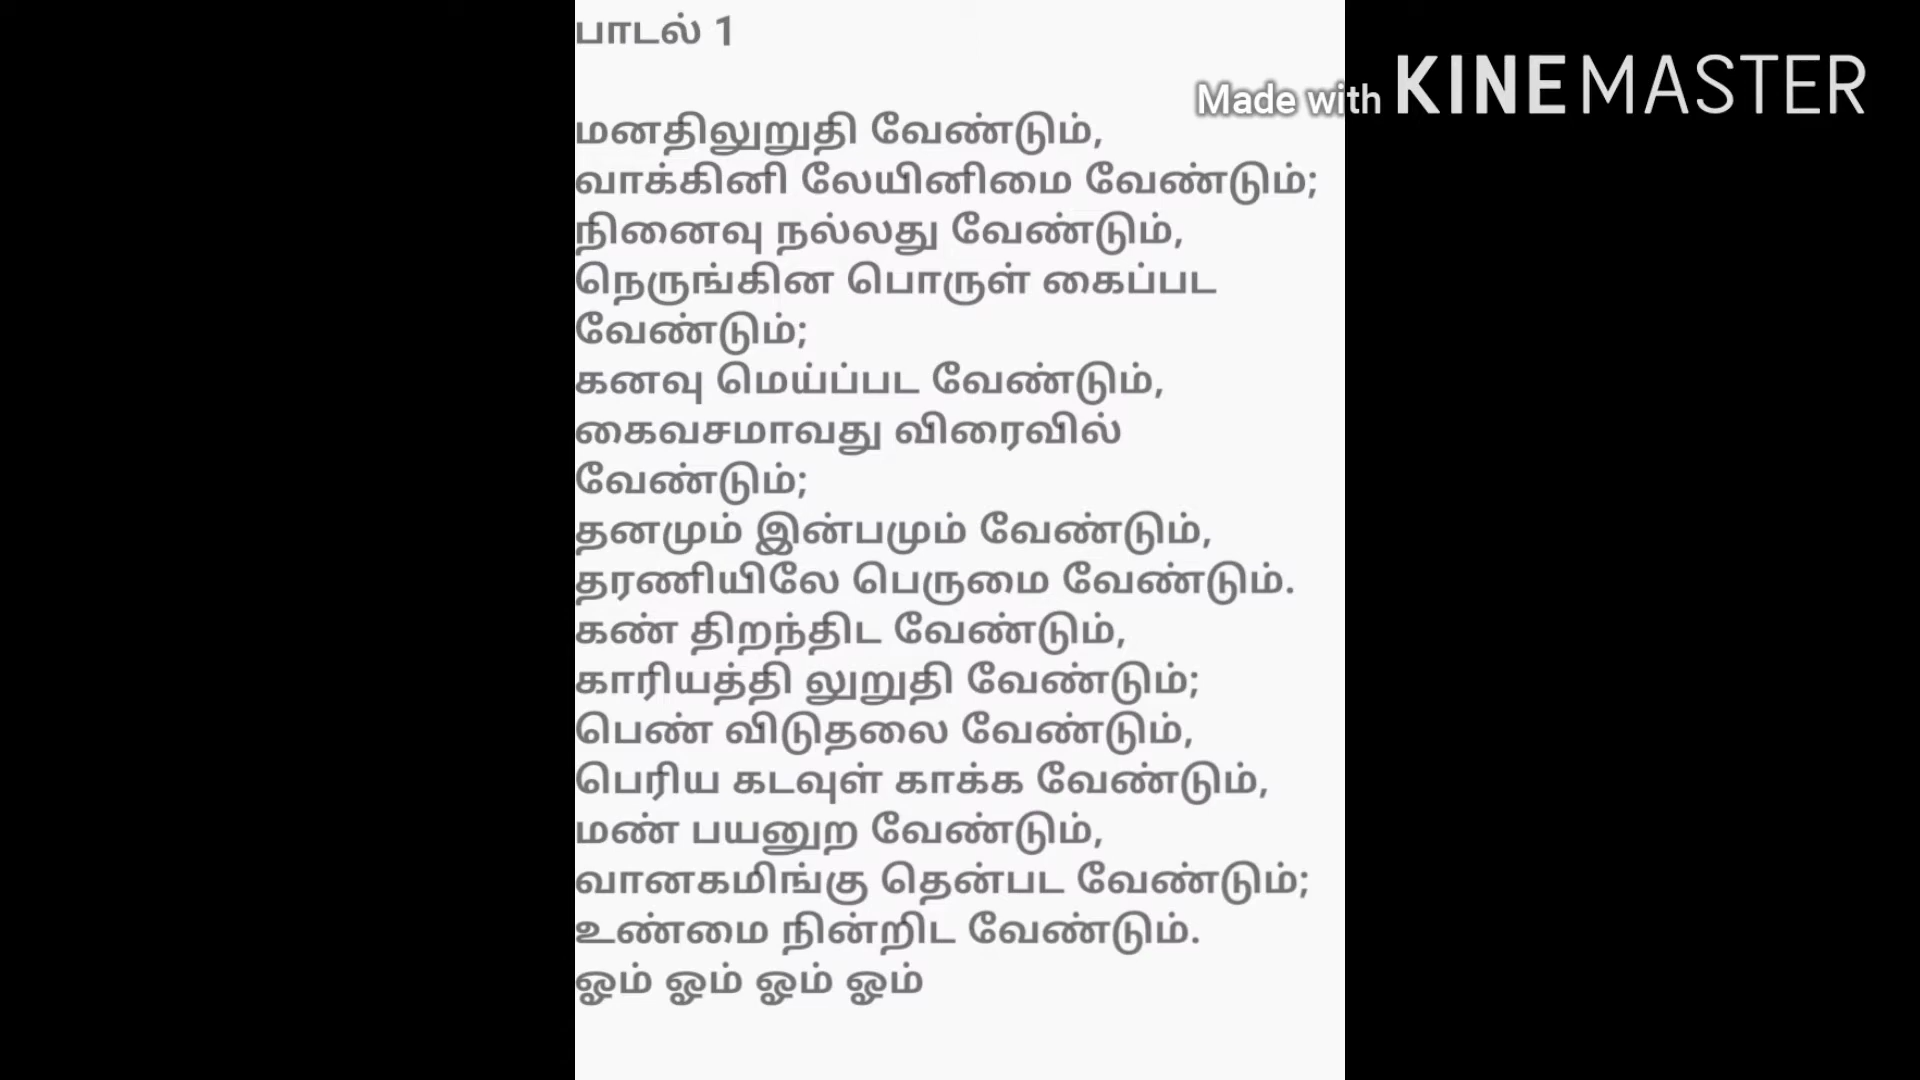 பாடல் 1
Made with KINEMASTER
மனதிலுறுதி வேண்டும்,
வாக்கினி லேயினிமை வேண்டும்;
நினைவு நல்லது வேண்டும்,
நெருங்கின பொருள் கைப்பட
வேண்டும்;
கனவு மெய்ப்பட வேண்டும்,
கைவசமாவது விரைவில்
வேண்டும்;
தனமும் இன்பமும் வேண்டும்,
தரணியிலே பெருமை வேண்டும்.
கண் திறந்திட வேண்டும்,
காரியத்தி லுறுதி வேண்டும்;
பெண் விடுதலை வேண்டும்,
பெரிய கடவுள் காக்க வேண்டும்,
மண் பயனுற வேண்டும்,
வானகமிங்கு தென்பட வேண்டும்;
உண்மை நின்றிட வேண்டும்.
ஓம் ஓம் ஓம் ஓம்